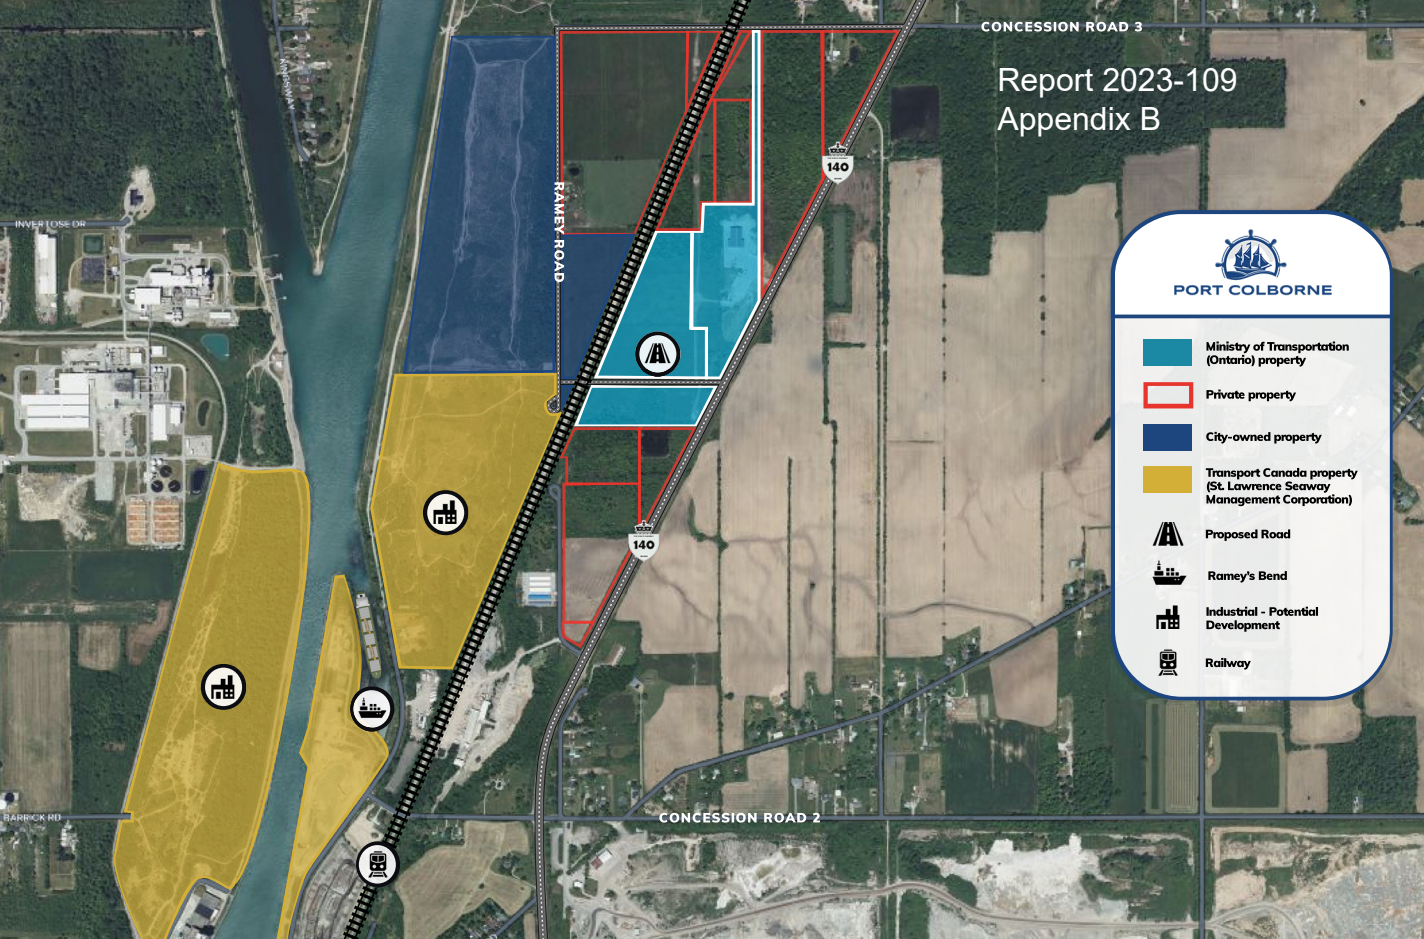 CONCESSION ROAD 3
Report 2023-109
Appendix B
KINGSWAY
140
RAMEY ROAD
INVERTOSE DR
PORT COLBORNE
Ministry of Transportation
(Ontario) property
Private property
City-owned property
Transport Canada property
(St. Lawrence Seaway
Management Corporation)
Proposed Road
Ramey's Bend
Industrial - Potential
Development
Railway
140
BARRICK RD
CONCESSION ROAD 2